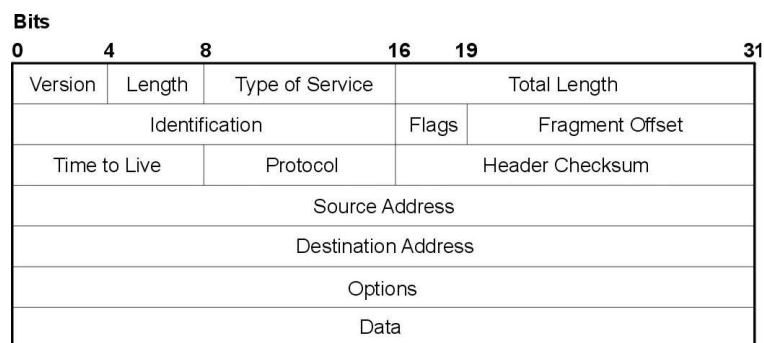 Bits
0 4 8 16 19 31
Version Length Type of Service Total Length
Identification Flags Fragment Offset
Time to Live Protocol Header Checksum
Source Address
Destination Address
Options
Data